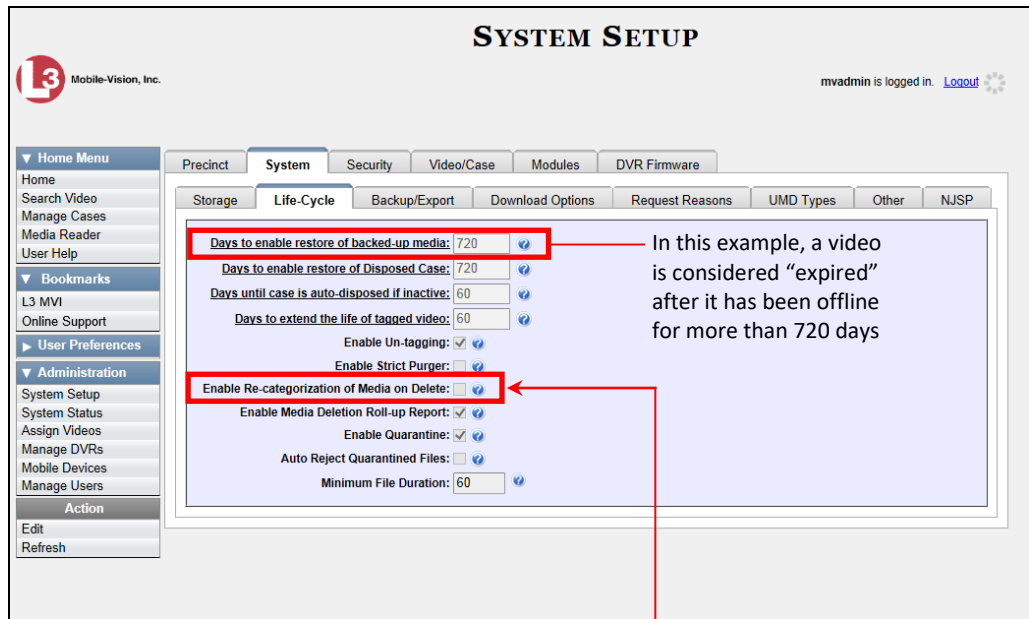 SYSTEM SETUP
L3 Mobile-Vision, Inc.
mvadmin is logged in. Logout
▼ Home Menu
Home
Search Video
Manage Cases
Media Reader
User Help
▼ Bookmarks
L3 MVI
Online Support
► User Preferences
▼ Administration
System Setup
System Status
Assign Videos
Manage DVRs
Mobile Devices
Manage Users
Action
Edit
Refresh
Precinct System Security Video/Case Modules DVR Firmware
Storage Life-Cycle Backup/Export Download Options Request Reasons UMD Types Other NJSP
Days to enable restore of backed-up media: 720 ?
Days to enable restore of Disposed Case: 720 ?
Days until case is auto-disposed if inactive: 60 ?
Days to extend the life of tagged video: 60 ?
Enable Un-tagging: ✓ ?
Enable Strict Purger: ?
Enable Re-categorization of Media on Delete: ?
Enable Media Deletion Roll-up Report: ✓ ?
Enable Quarantine: ✓ ?
Auto Reject Quarantined Files: ?
Minimum File Duration: 60 ?
In this example, a video
is considered “expired”
after it has been offline
for more than 720 days